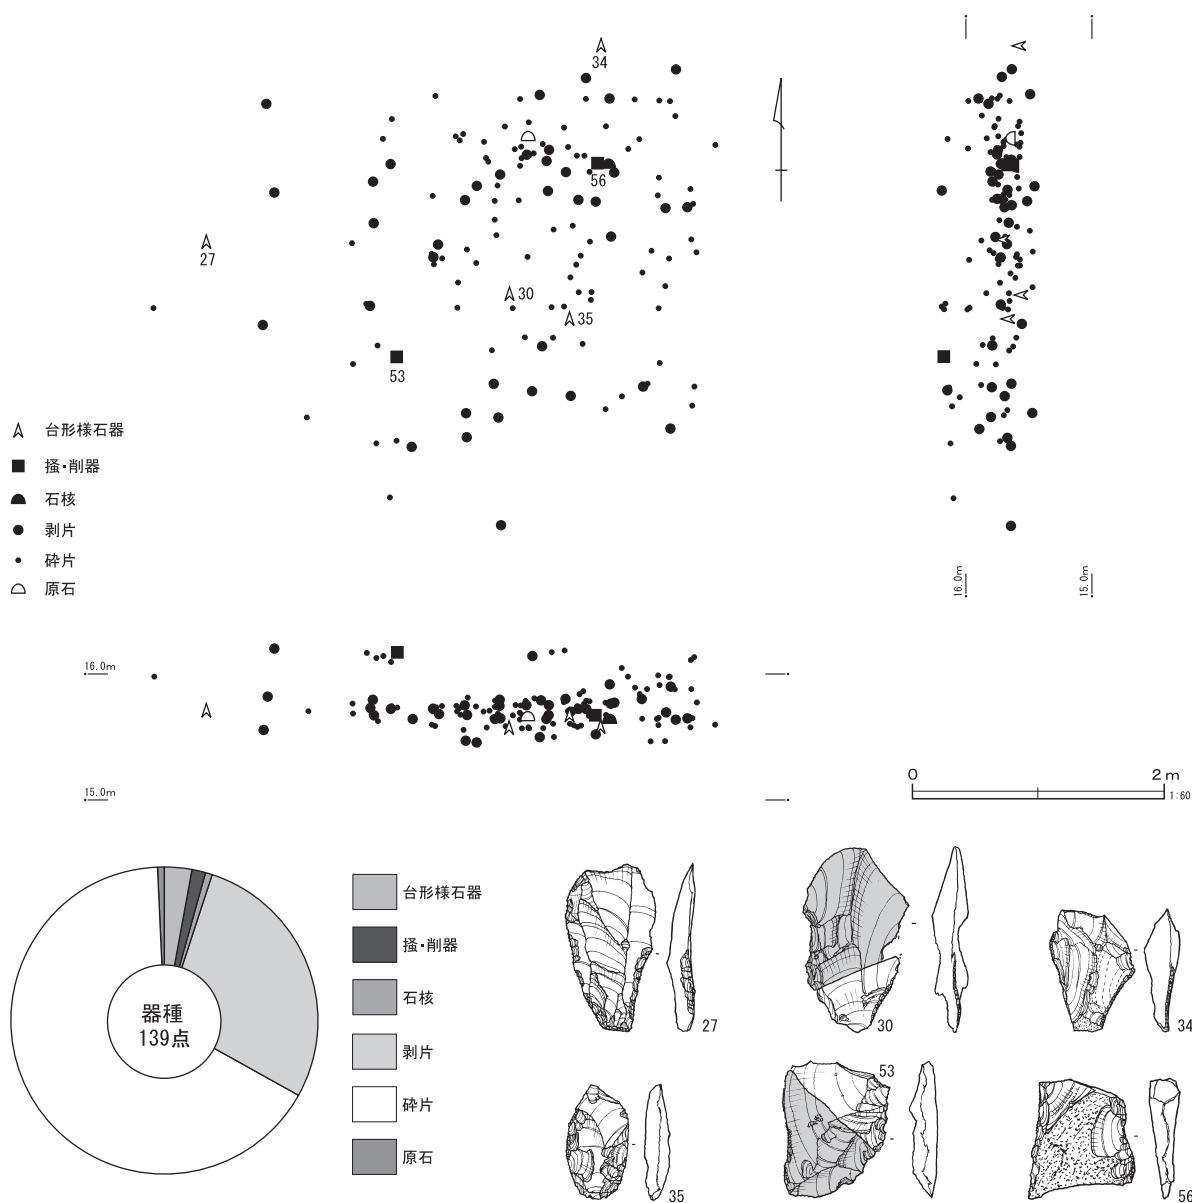 34
56
27
30
35
53
台形様石器
掻・削器
石核
剥片
砕片
原石
16.0m
15.0m
16.0m
15.0m
0 2 m
1:60
器種
139点
台形様石器
掻・削器
石核
剥片
砕片
原石
27
30
34
35
53
56